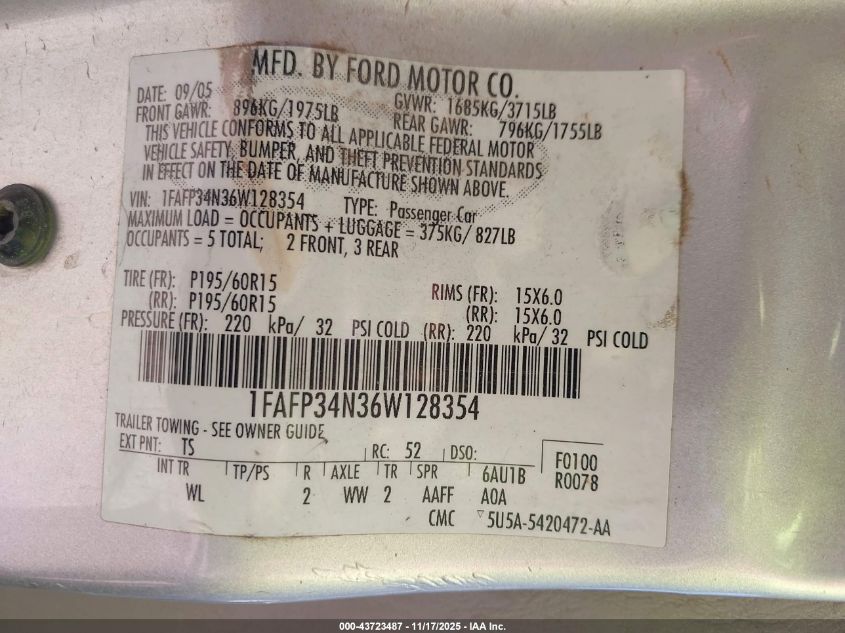 MFD. BY FORD MOTOR CO.
DATE: 09/05 GVWR: 1685KG/3715LB
FRONT GAWR: 896KG/1975LB REAR GAWR: 796KG/1755LB
THIS VEHICLE CONFORMS TO ALL APPLICABLE FEDERAL MOTOR
VEHICLE SAFETY, BUMPER, AND THEFT PREVENTION STANDARDS
IN EFFECT ON THE DATE OF MANUFACTURE SHOWN ABOVE.
VIN: 1FAFP34N36W128354 TYPE: Passenger Car
MAXIMUM LOAD = OCCUPANTS + LUGGAGE = 375KG/ 827LB
OCCUPANTS = 5 TOTAL; 2 FRONT, 3 REAR
TIRE (FR): P195/60R15 RIMS (FR): 15X6.0
(RR): P195/60R15 (RR): 15X6.0
PRESSURE (FR): 220 kPa/ 32 PSI COLD (RR): 220 kPa/ 32 PSI COLD
1FAFP34N36W128354
TRAILER TOWING - SEE OWNER GUIDE
EXT PNT: TS RC: 52 DSO: F0100
INT TR TP/PS R AXLE TR SPR 6AU1B R0078
WL 2 WW 2 AAFF A0A
CMC ▽5U5A-5420472-AA
000-43723487 - 11/17/2025 - IAA Inc.